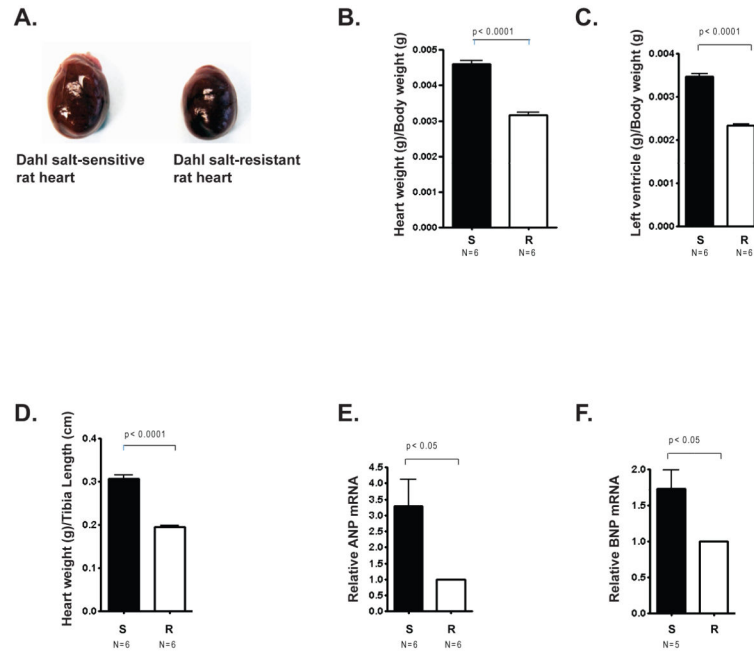 A.
Dahl salt-sensitive
rat heart
Dahl salt-resistant
rat heart
B.
p< 0.0001
Heart weight (g)/Body weight (g)
0.005
0.004
0.003
0.002
0.001
0.000
S
R
N=6
N=6
C.
p< 0.0001
Left ventricle (g)/Body weight (g)
0.004
0.003
0.002
0.001
0.000
S
R
N=6
N=6
D.
p< 0.0001
Heart weight (g)/Tibia Length (cm)
0.4
0.3
0.2
0.1
0.0
S
R
N=6
N=6
E.
p< 0.05
Relative ANP mRNA
4.5
4.0
3.5
3.0
2.5
2.0
1.5
1.0
0.5
0.0
S
R
N=6
N=6
F.
p< 0.05
Relative BNP mRNA
2.0
1.5
1.0
0.5
0.0
S
R
N=5